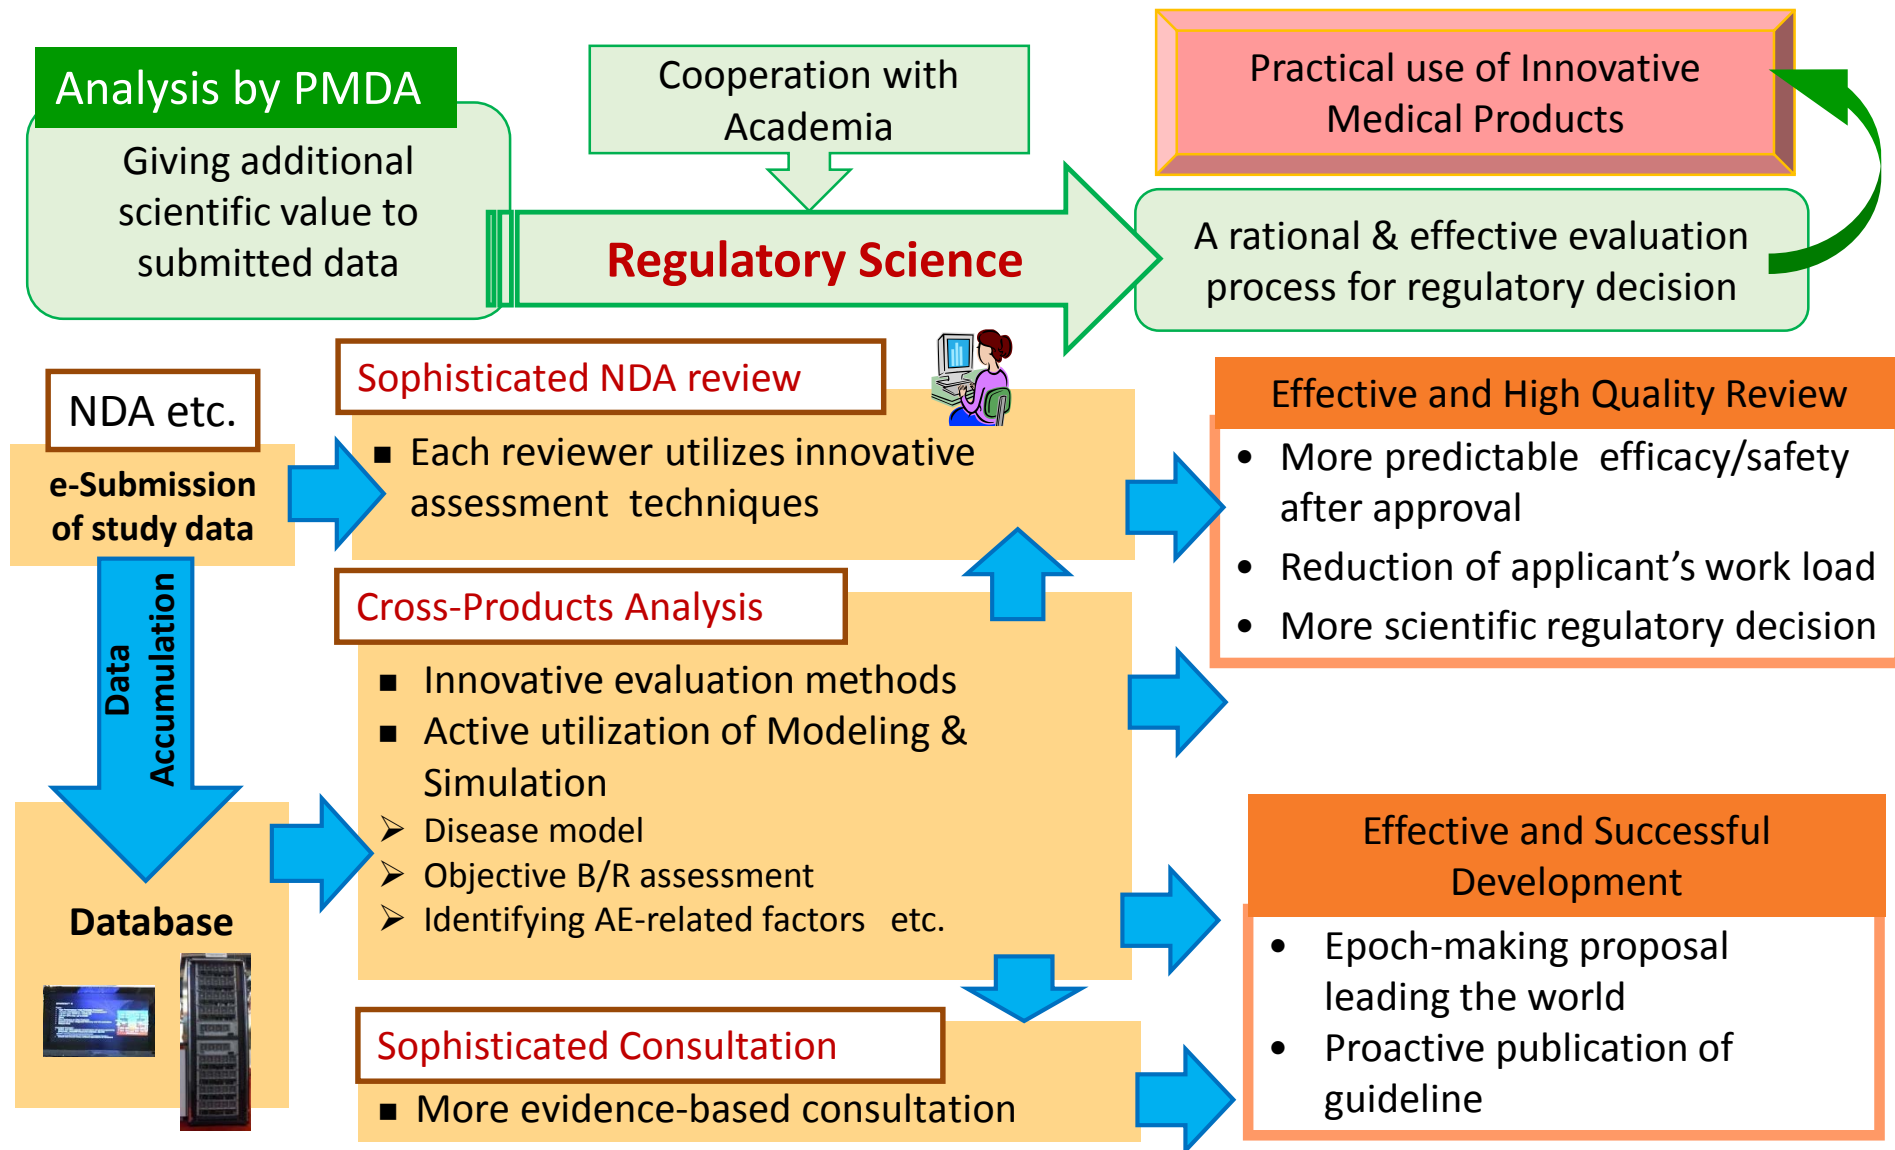 Analysis by PMDA
Giving additional
scientific value to
submitted data
Cooperation with
Academia
Regulatory Science
Practical use of Innovative
Medical Products
A rational & effective evaluation
process for regulatory decision
NDA etc.
e-Submission
of study data
Data
Accumulation
Database
Sophisticated NDA review
▪ Each reviewer utilizes innovative
assessment techniques
Cross-Products Analysis
▪ Innovative evaluation methods
▪ Active utilization of Modeling &
Simulation
➢ Disease model
➢ Objective B/R assessment
➢ Identifying AE-related factors etc.
Sophisticated Consultation
▪ More evidence-based consultation
Effective and High Quality Review
• More predictable efficacy/safety
after approval
• Reduction of applicant’s work load
• More scientific regulatory decision
Effective and Successful
Development
• Epoch-making proposal
leading the world
• Proactive publication of
guideline